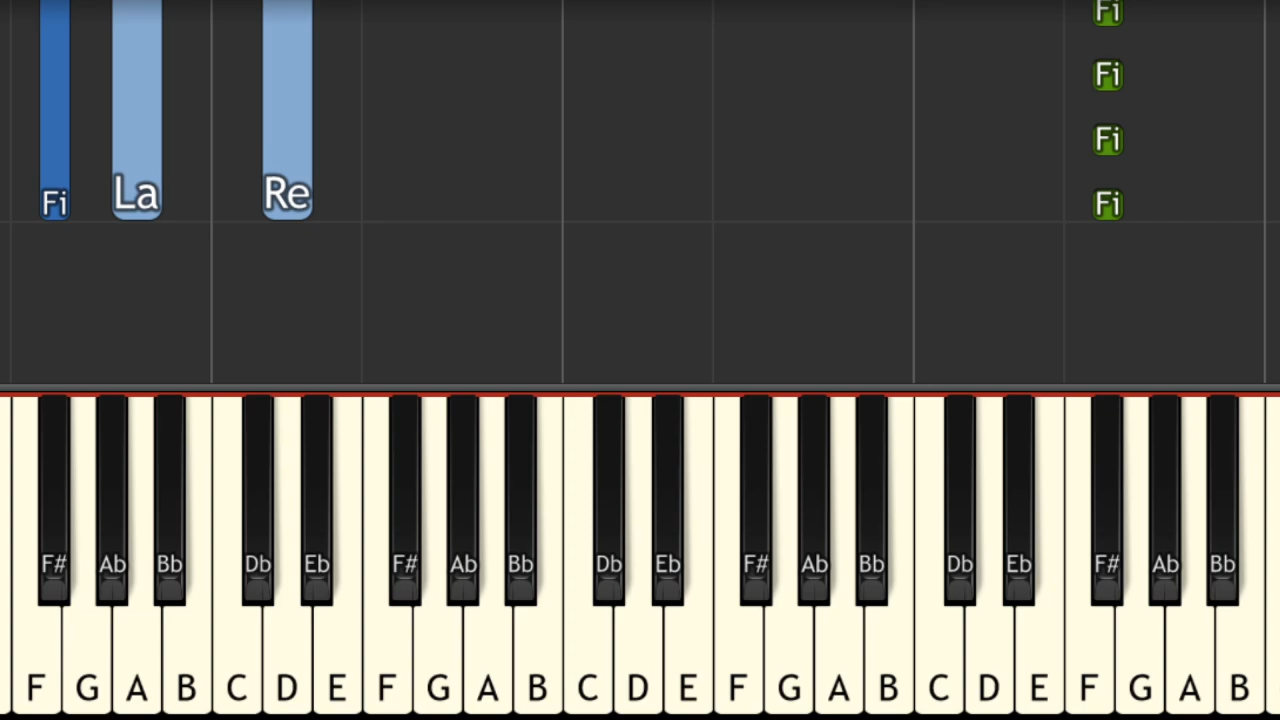 Fi
Fi
Fi
Fi La Re Fi
F# Ab Bb Db Eb F# Ab Bb Db Eb F# Ab Bb Db Eb F# Ab Bb
F G A B C D E F G A B C D E F G A B C D E F G A B